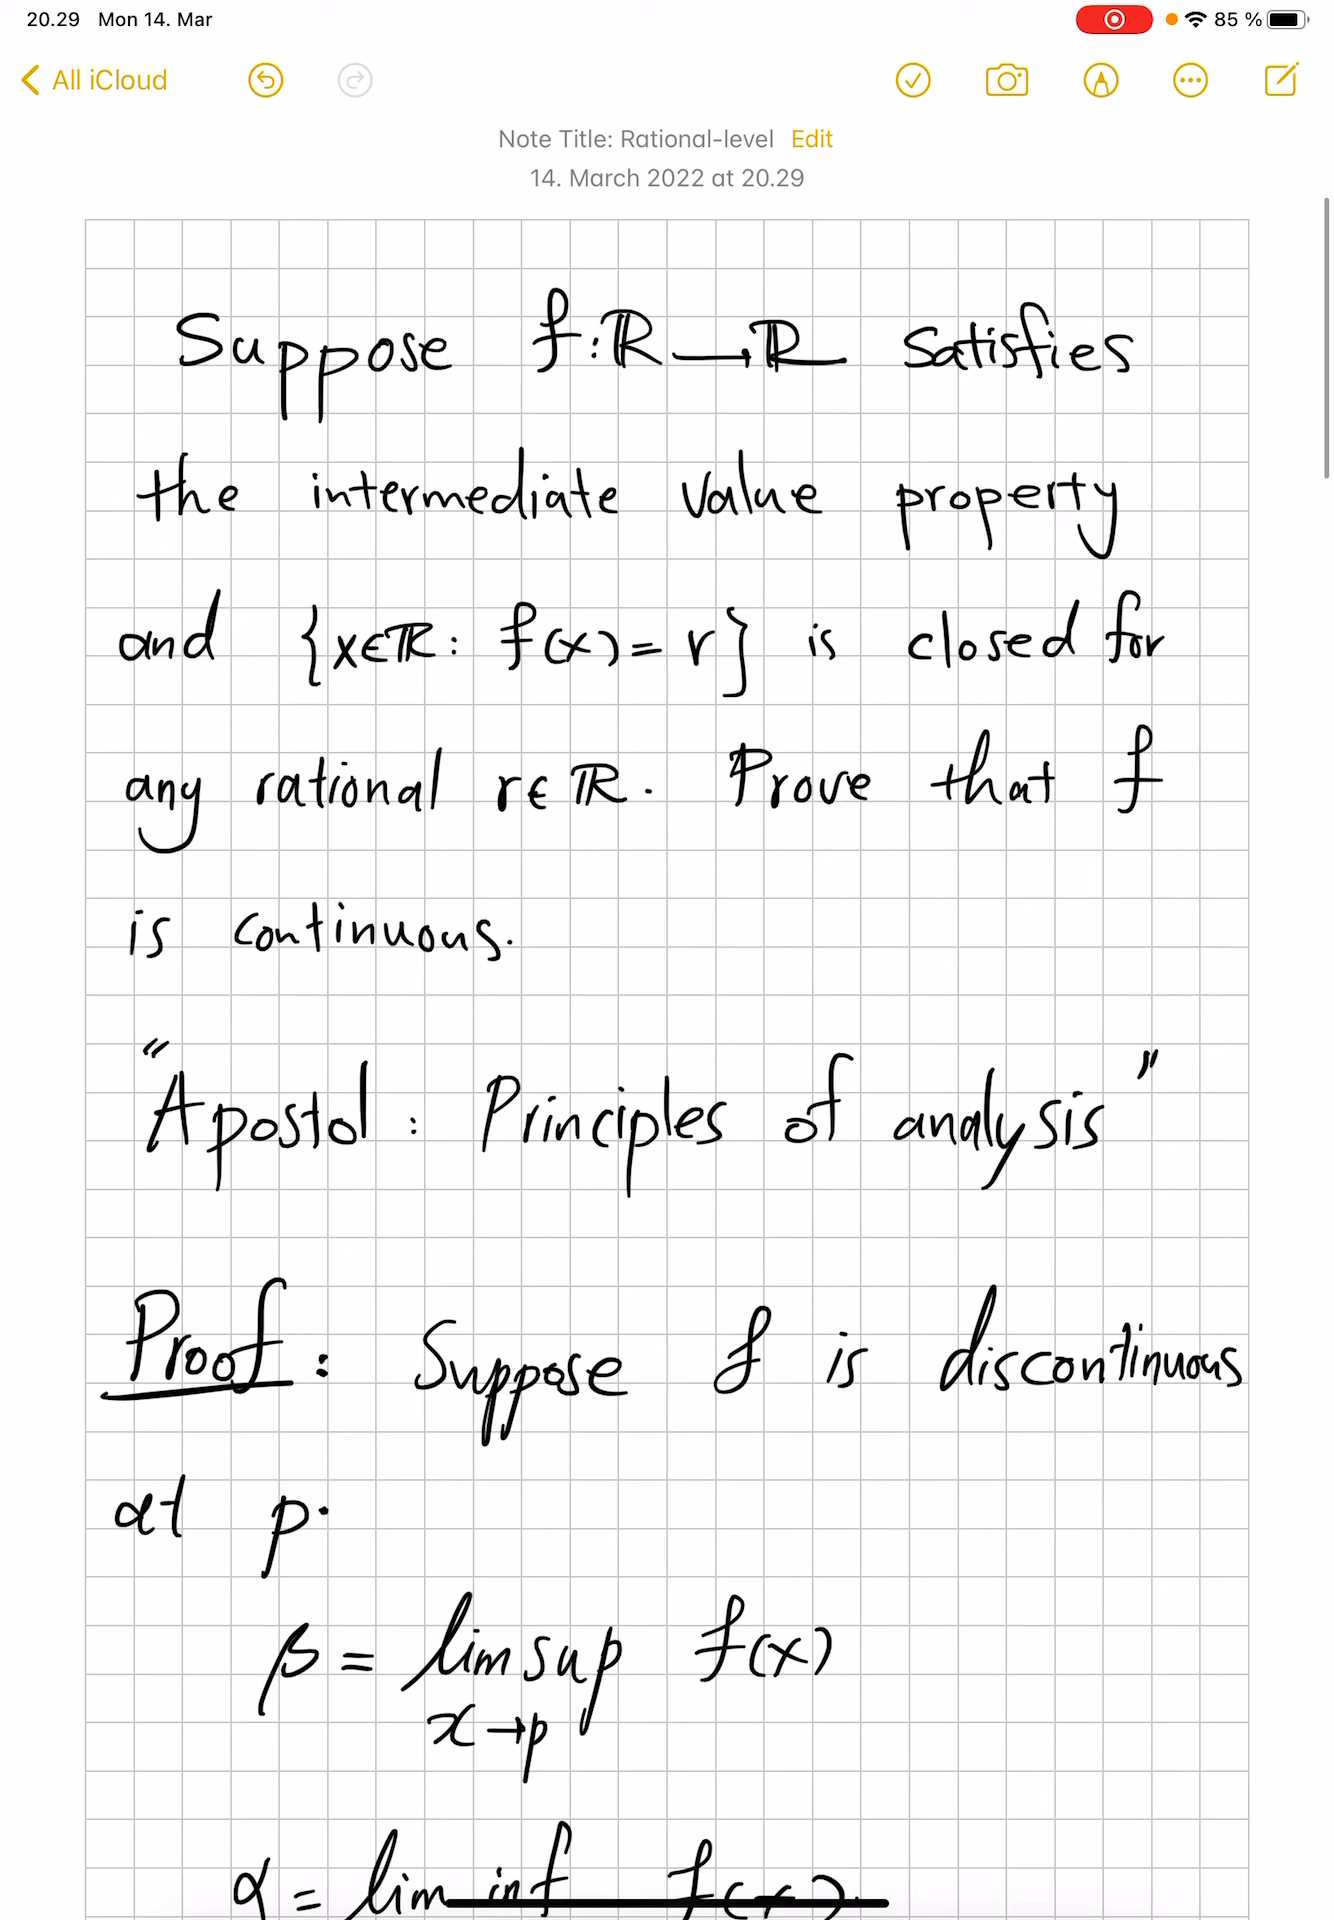 20.29 Mon 14. Mar 85 %
All iCloud
Note Title: Rational-level Edit
14. March 2022 at 20.29
Suppose f:ℝ→ℝ satisfies
the intermediate value property
and {x∈ℝ: f(x)=r} is closed for
any rational r∈ℝ. Prove that f
is continuous.
"Apostol: Principles of analysis"
Proof: Suppose f is discontinuous
at p.
β = lim sup f(x)
x→p
α = lim inf f(x)